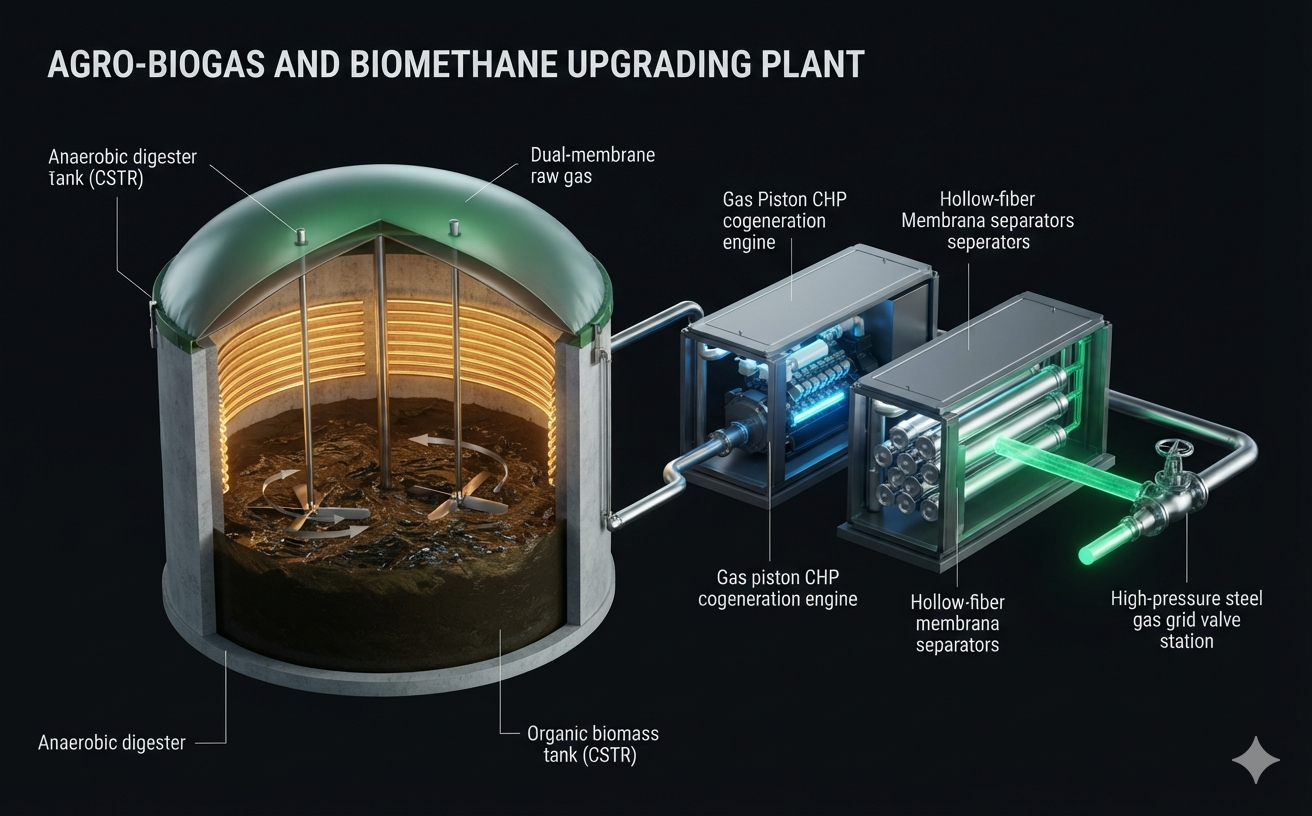 AGRO-BIOGAS AND BIOMETHANE UPGRADING PLANT
Anaerobic digester
Tank (CSTR)
Dual-membrane
raw gas
Gas Piston CHP
cogeneration
engine
Hollow-fiber
Membrana separators
seperators
Gas piston CHP
cogeneration engine
Hollow-fiber
membrana
separators
High-pressure steel
gas grid valve
station
Anaerobic digester
Organic biomass
tank (CSTR)